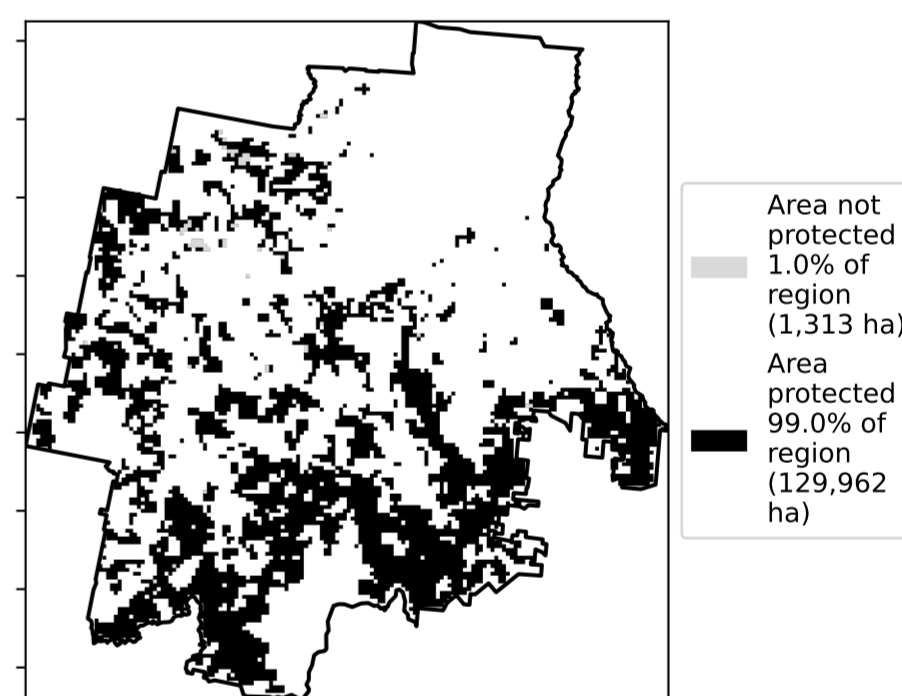 Area not
protected
1.0% of
region
(1,313 ha)
Area
protected
99.0% of
region
(129,962
ha)